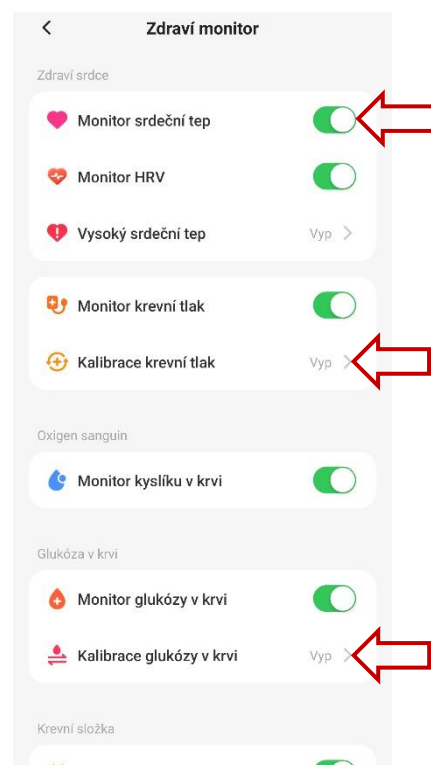 Zdraví monitor
Zdraví srdce
Monitor srdeční tep
Monitor HRV
Vysoký srdeční tep Vyp
Monitor krevní tlak
Kalibrace krevní tlak Vyp
Oxigen sanguin
Monitor kyslíku v krvi
Glukóza v krvi
Monitor glukózy v krvi
Kalibrace glukózy v krvi Vyp
Krevní složka